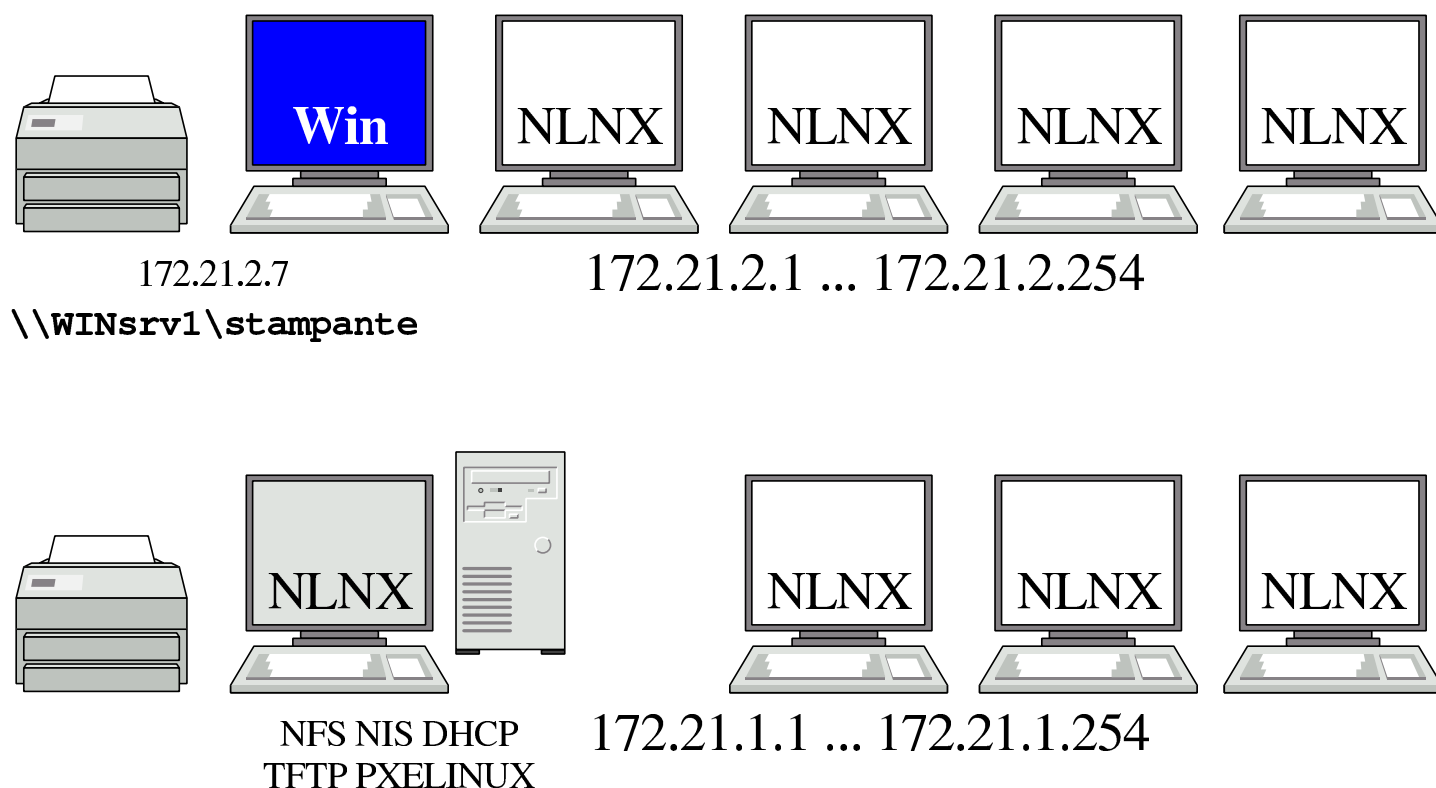 Win NLNX NLNX NLNX NLNX
172.21.2.7
172.21.2.1 ... 172.21.2.254
\\WINsrv1\stampante
NLNX NLNX NLNX NLNX
NFS NIS DHCP
TFTP PXELINUX
172.21.1.1 ... 172.21.1.254